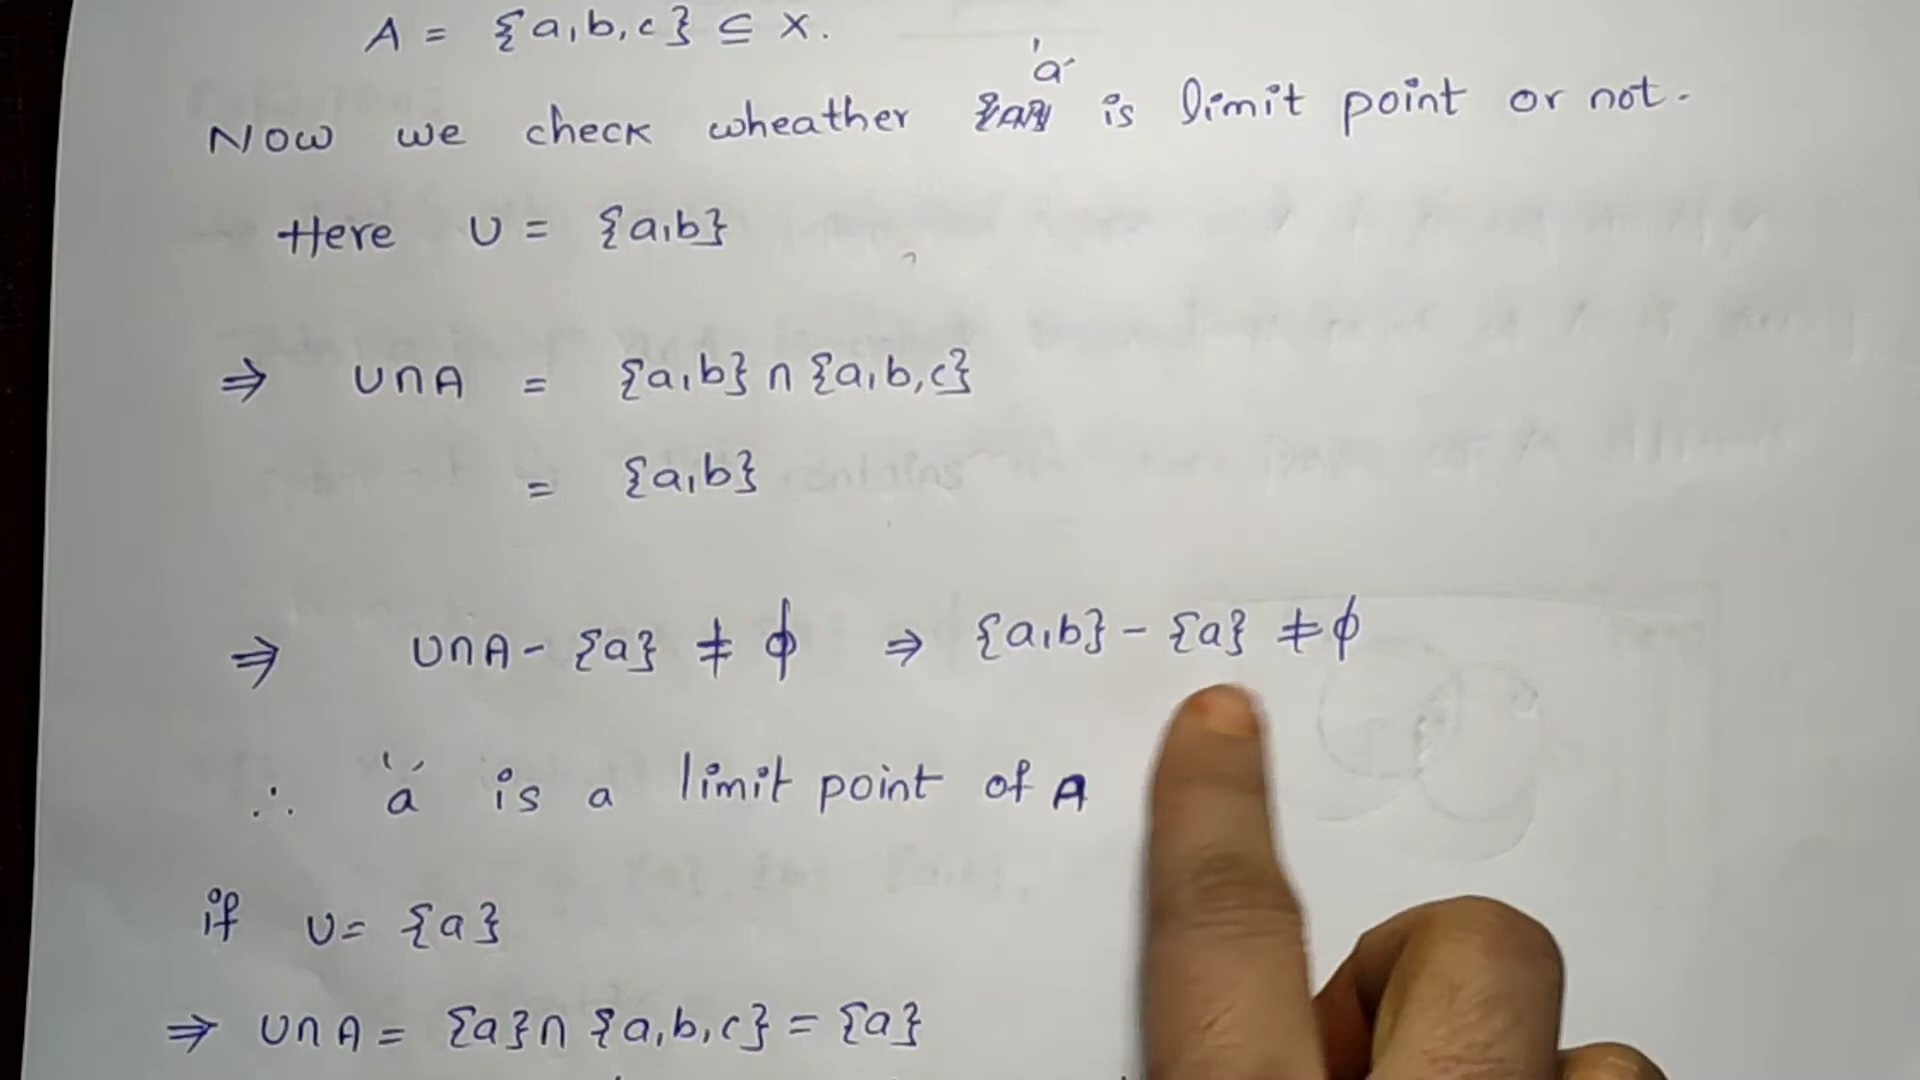 A = {a,b,c} ⊆ X.
Now we check wheather 'a' is limit point or not.
Here U = {a,b}
⇒ U∩A = {a,b} ∩ {a,b,c}
= {a,b}
⇒ U∩A - {a} ≠ ϕ ⇒ {a,b} - {a} ≠ ϕ
∴ 'a' is a limit point of A
if U = {a}
⇒ U∩A = {a}∩ {a,b,c} = {a}